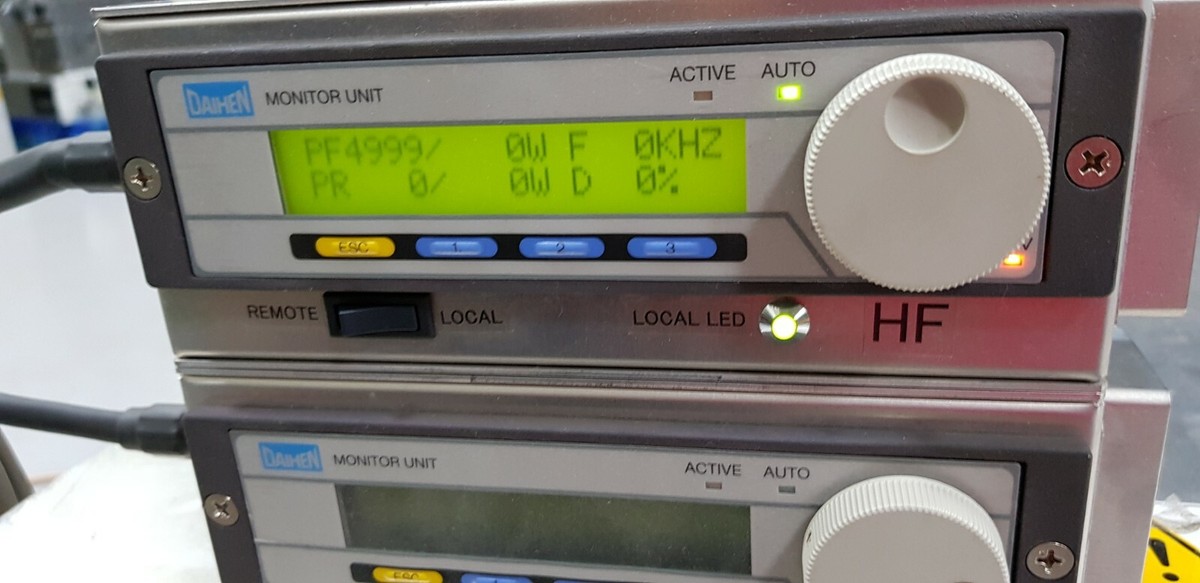 DAIHEN MONITOR UNIT ACTIVE AUTO
PF4999/ 0W F 0KHZ
PR 0/ 0W D 0%
ESC 1 2 3
REMOTE LOCAL LOCAL LED HF
DAIHEN MONITOR UNIT ACTIVE AUTO
ESC